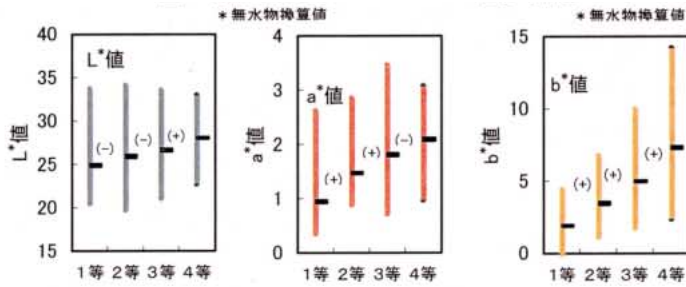 *無水物換算値
*無水物換算値
L*値
40
35
30
25
20
15
L*値
(-)
(-)
(+)
1等 2等 3等 4等
a*値
4
3
2
1
0
a*値
(+)
(+)
(-)
1等 2等 3等 4等
b*値
15
10
5
0
b*値
(+)
(+)
(+)
1等 2等 3等 4等